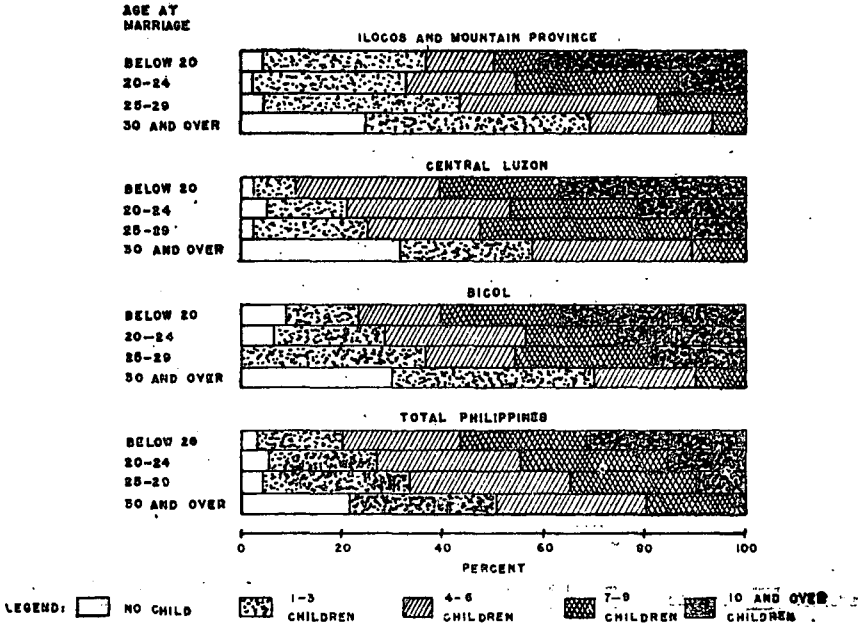 AGE AT
MARRIAGE
ILOCOS AND MOUNTAIN PROVINCE
BELOW 20
20-24
25-29
30 AND OVER
CENTRAL LUZON
BELOW 20
20-24
25-29
30 AND OVER
BICOL
BELOW 20
20-24
25-29
30 AND OVER
TOTAL PHILIPPINES
BELOW 20
20-24
25-29
30 AND OVER
0 20 40 60 80 100
PERCENT
LEGEND: NO CHILD 1-3 CHILDREN 4-6 CHILDREN 7-9 CHILDREN 10 AND OVER CHILDREN